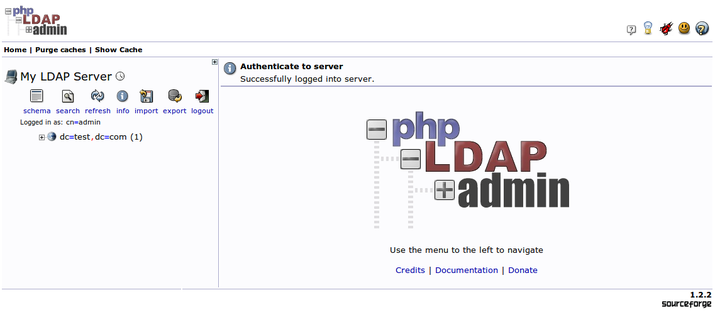 php
LDAP
admin
Home | Purge caches | Show Cache
My LDAP Server
schema search refresh info import export logout
Logged in as: cn=admin
dc=test,dc=com (1)
Authenticate to server
Successfully logged into server.
php
LDAP
admin
Use the menu to the left to navigate
Credits | Documentation | Donate
1.2.2
sourceforge